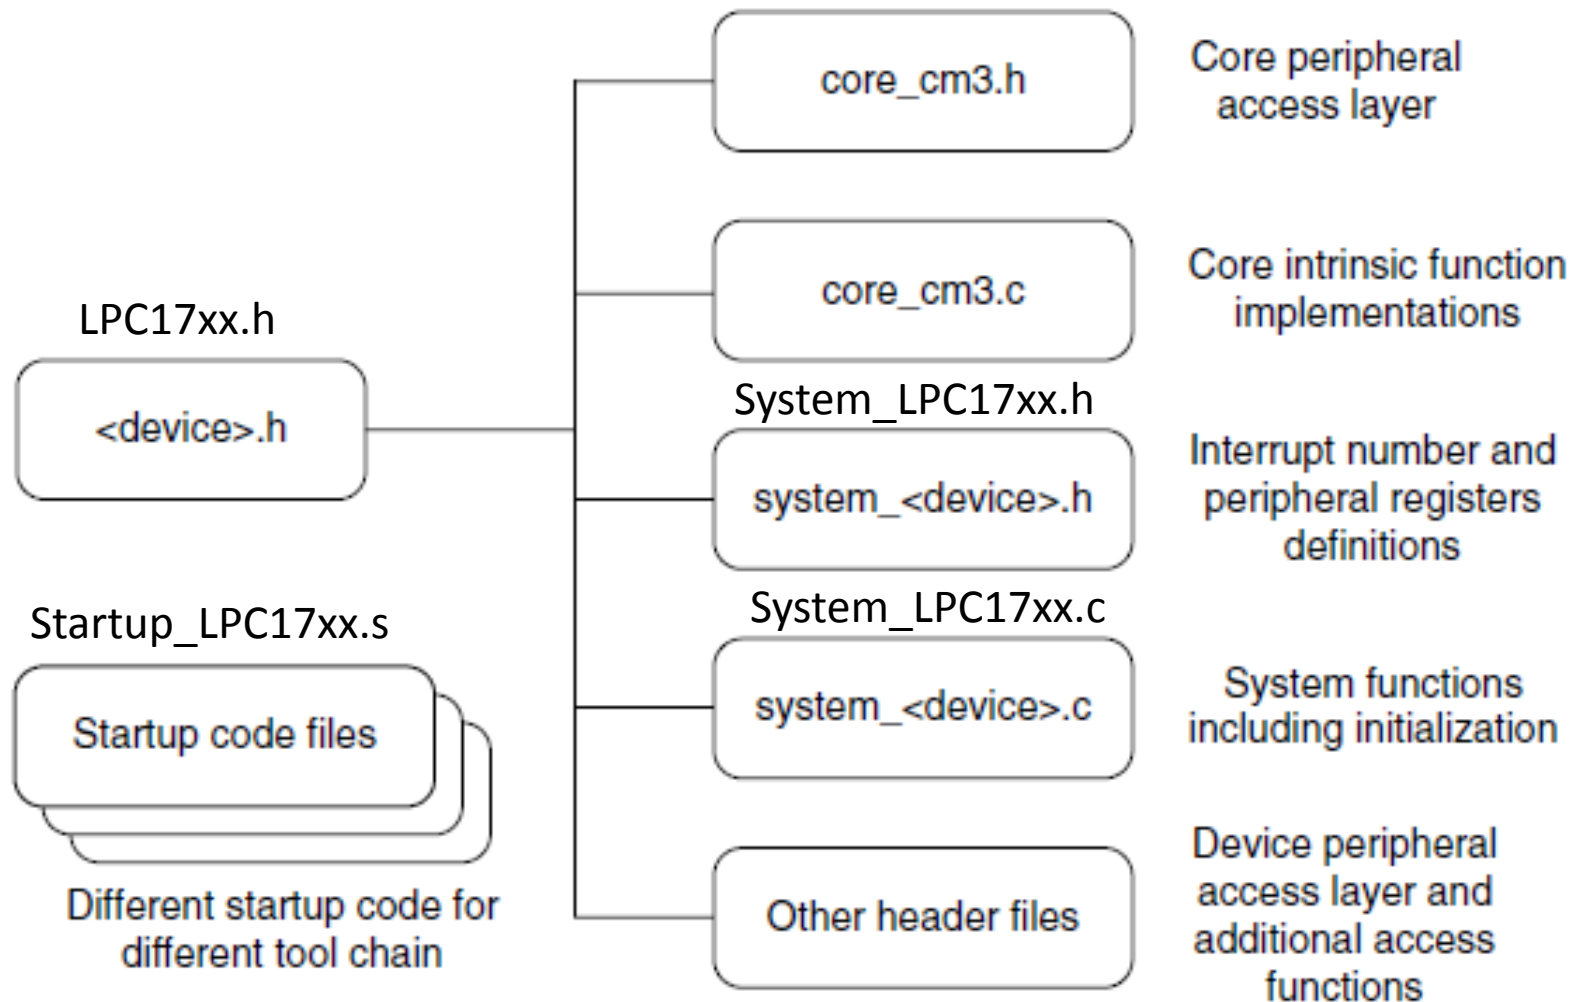 LPC17xx.h
<device>.h
Startup_LPC17xx.s
Startup code files
Different startup code for
different tool chain
core_cm3.h
Core peripheral
access layer
core_cm3.c
Core intrinsic function
implementations
System_LPC17xx.h
system_<device>.h
Interrupt number and
peripheral registers
definitions
System_LPC17xx.c
system_<device>.c
System functions
including initialization
Other header files
Device peripheral
access layer and
additional access
functions